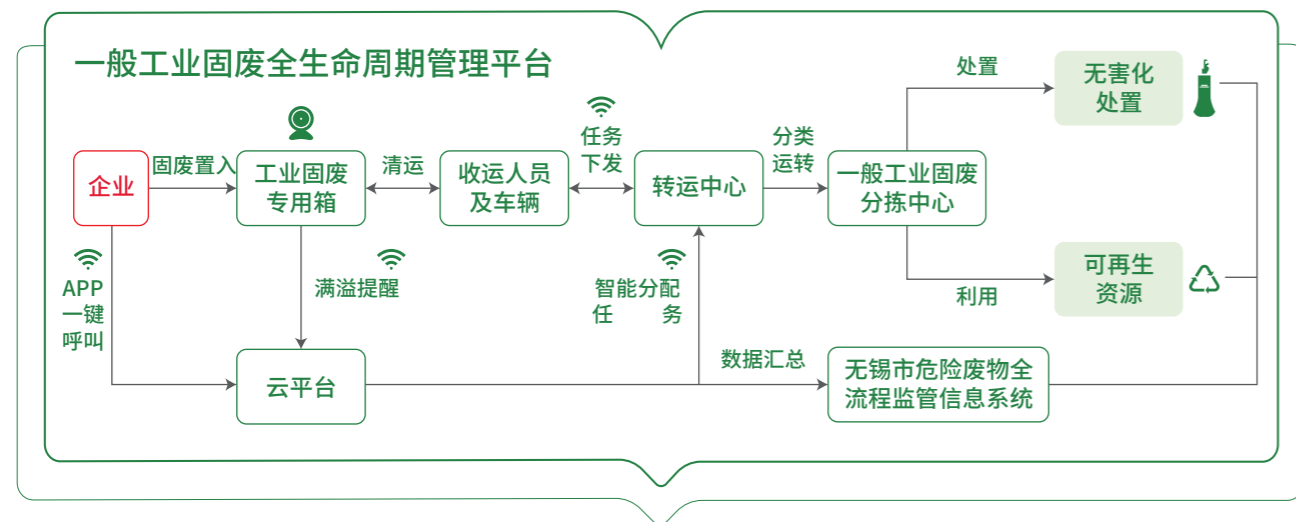 一般工业固废全生命周期管理平台
处置
无害化
处置
企业
固废置入
工业固废
专用箱
清运
收运人员
及车辆
任务
下发
转运中心
分类
运转
一般工业固废
分拣中心
APP
一键
呼叫
满溢提醒
智能分配
任 务
利用
可再生
资源
云平台
数据汇总
无锡市危险废物全
流程监管信息系统